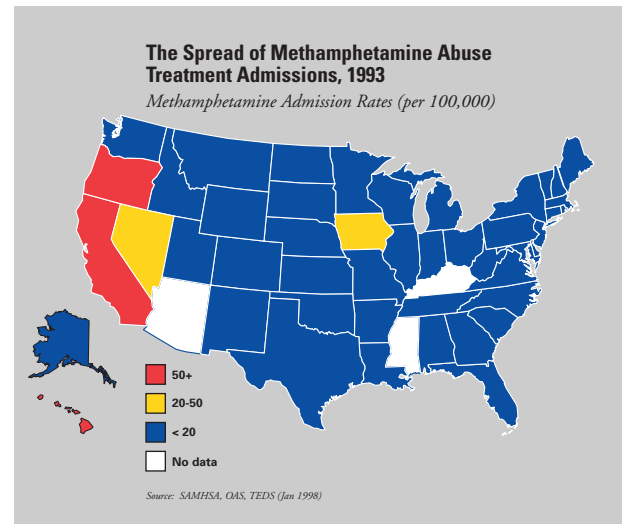 The Spread of Methamphetamine Abuse
Treatment Admissions, 1993
Methamphetamine Admission Rates (per 100,000)
50+
20-50
< 20
No data
Source: SAMHSA, OAS, TEDS (Jan 1998)